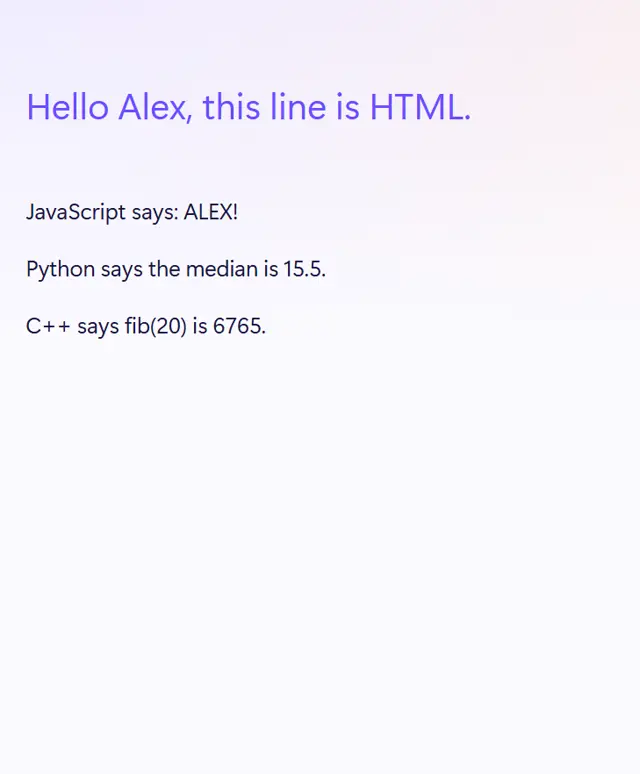 Hello Alex, this line is HTML.
JavaScript says: ALEX!
Python says the median is 15.5.
C++ says fib(20) is 6765.